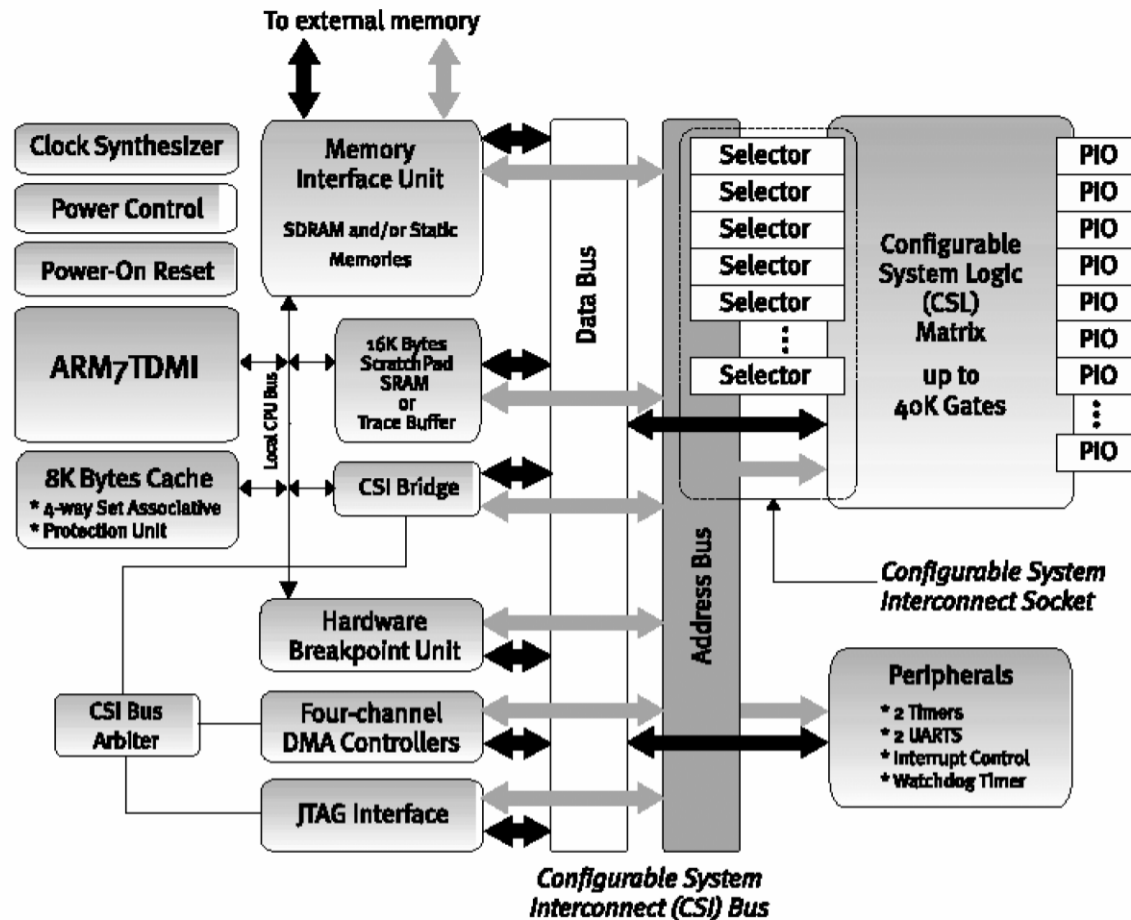 To external memory
Clock Synthesizer
Power Control
Power-On Reset
ARM7TDMI
8K Bytes Cache
* 4-way Set Associative
* Protection Unit
Memory
Interface Unit
SDRAM and/or Static
Memories
Local CPU Bus
16K Bytes
ScratchPad
SRAM
or
Trace Buffer
CSI Bridge
Hardware
Breakpoint Unit
CSI Bus
Arbiter
Four-channel
DMA Controllers
JTAG Interface
Data Bus
Address Bus
Configurable System
Interconnect (CSI) Bus
Selector
Selector
Selector
Selector
Selector
Selector
Configurable
System Logic
(CSL)
Matrix
up to
40K Gates
PIO
PIO
PIO
PIO
PIO
PIO
PIO
PIO
Configurable System
Interconnect Socket
Peripherals
* 2 Timers
* 2 UARTS
* Interrupt Control
* Watchdog Timer